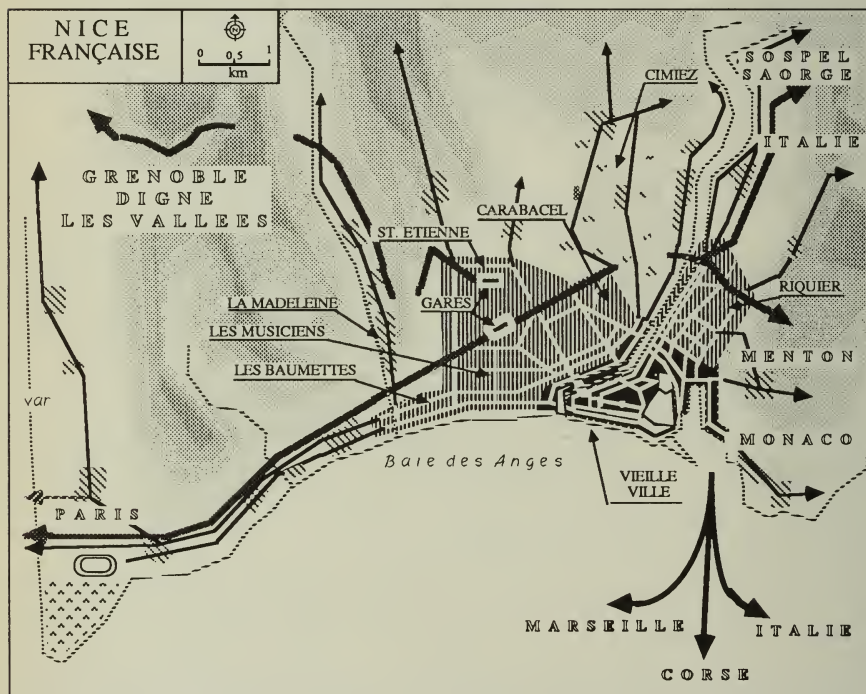 NICE
FRANÇAISE
N
0 0,5 1
km
SOSPEL
SAORGE
CIMIEZ
ITALIE
GRENOBLE
DIGNE
LES VALLEES
CARABACEL
ST. ETIENNE
RIQUIER
LA MADELEINE
GARES
LES MUSICIENS
MENTON
LES BAUMETTES
var
MONACO
Baie des Anges
VIEILLE
VILLE
PARIS
MARSEILLE
ITALIE
CORSE